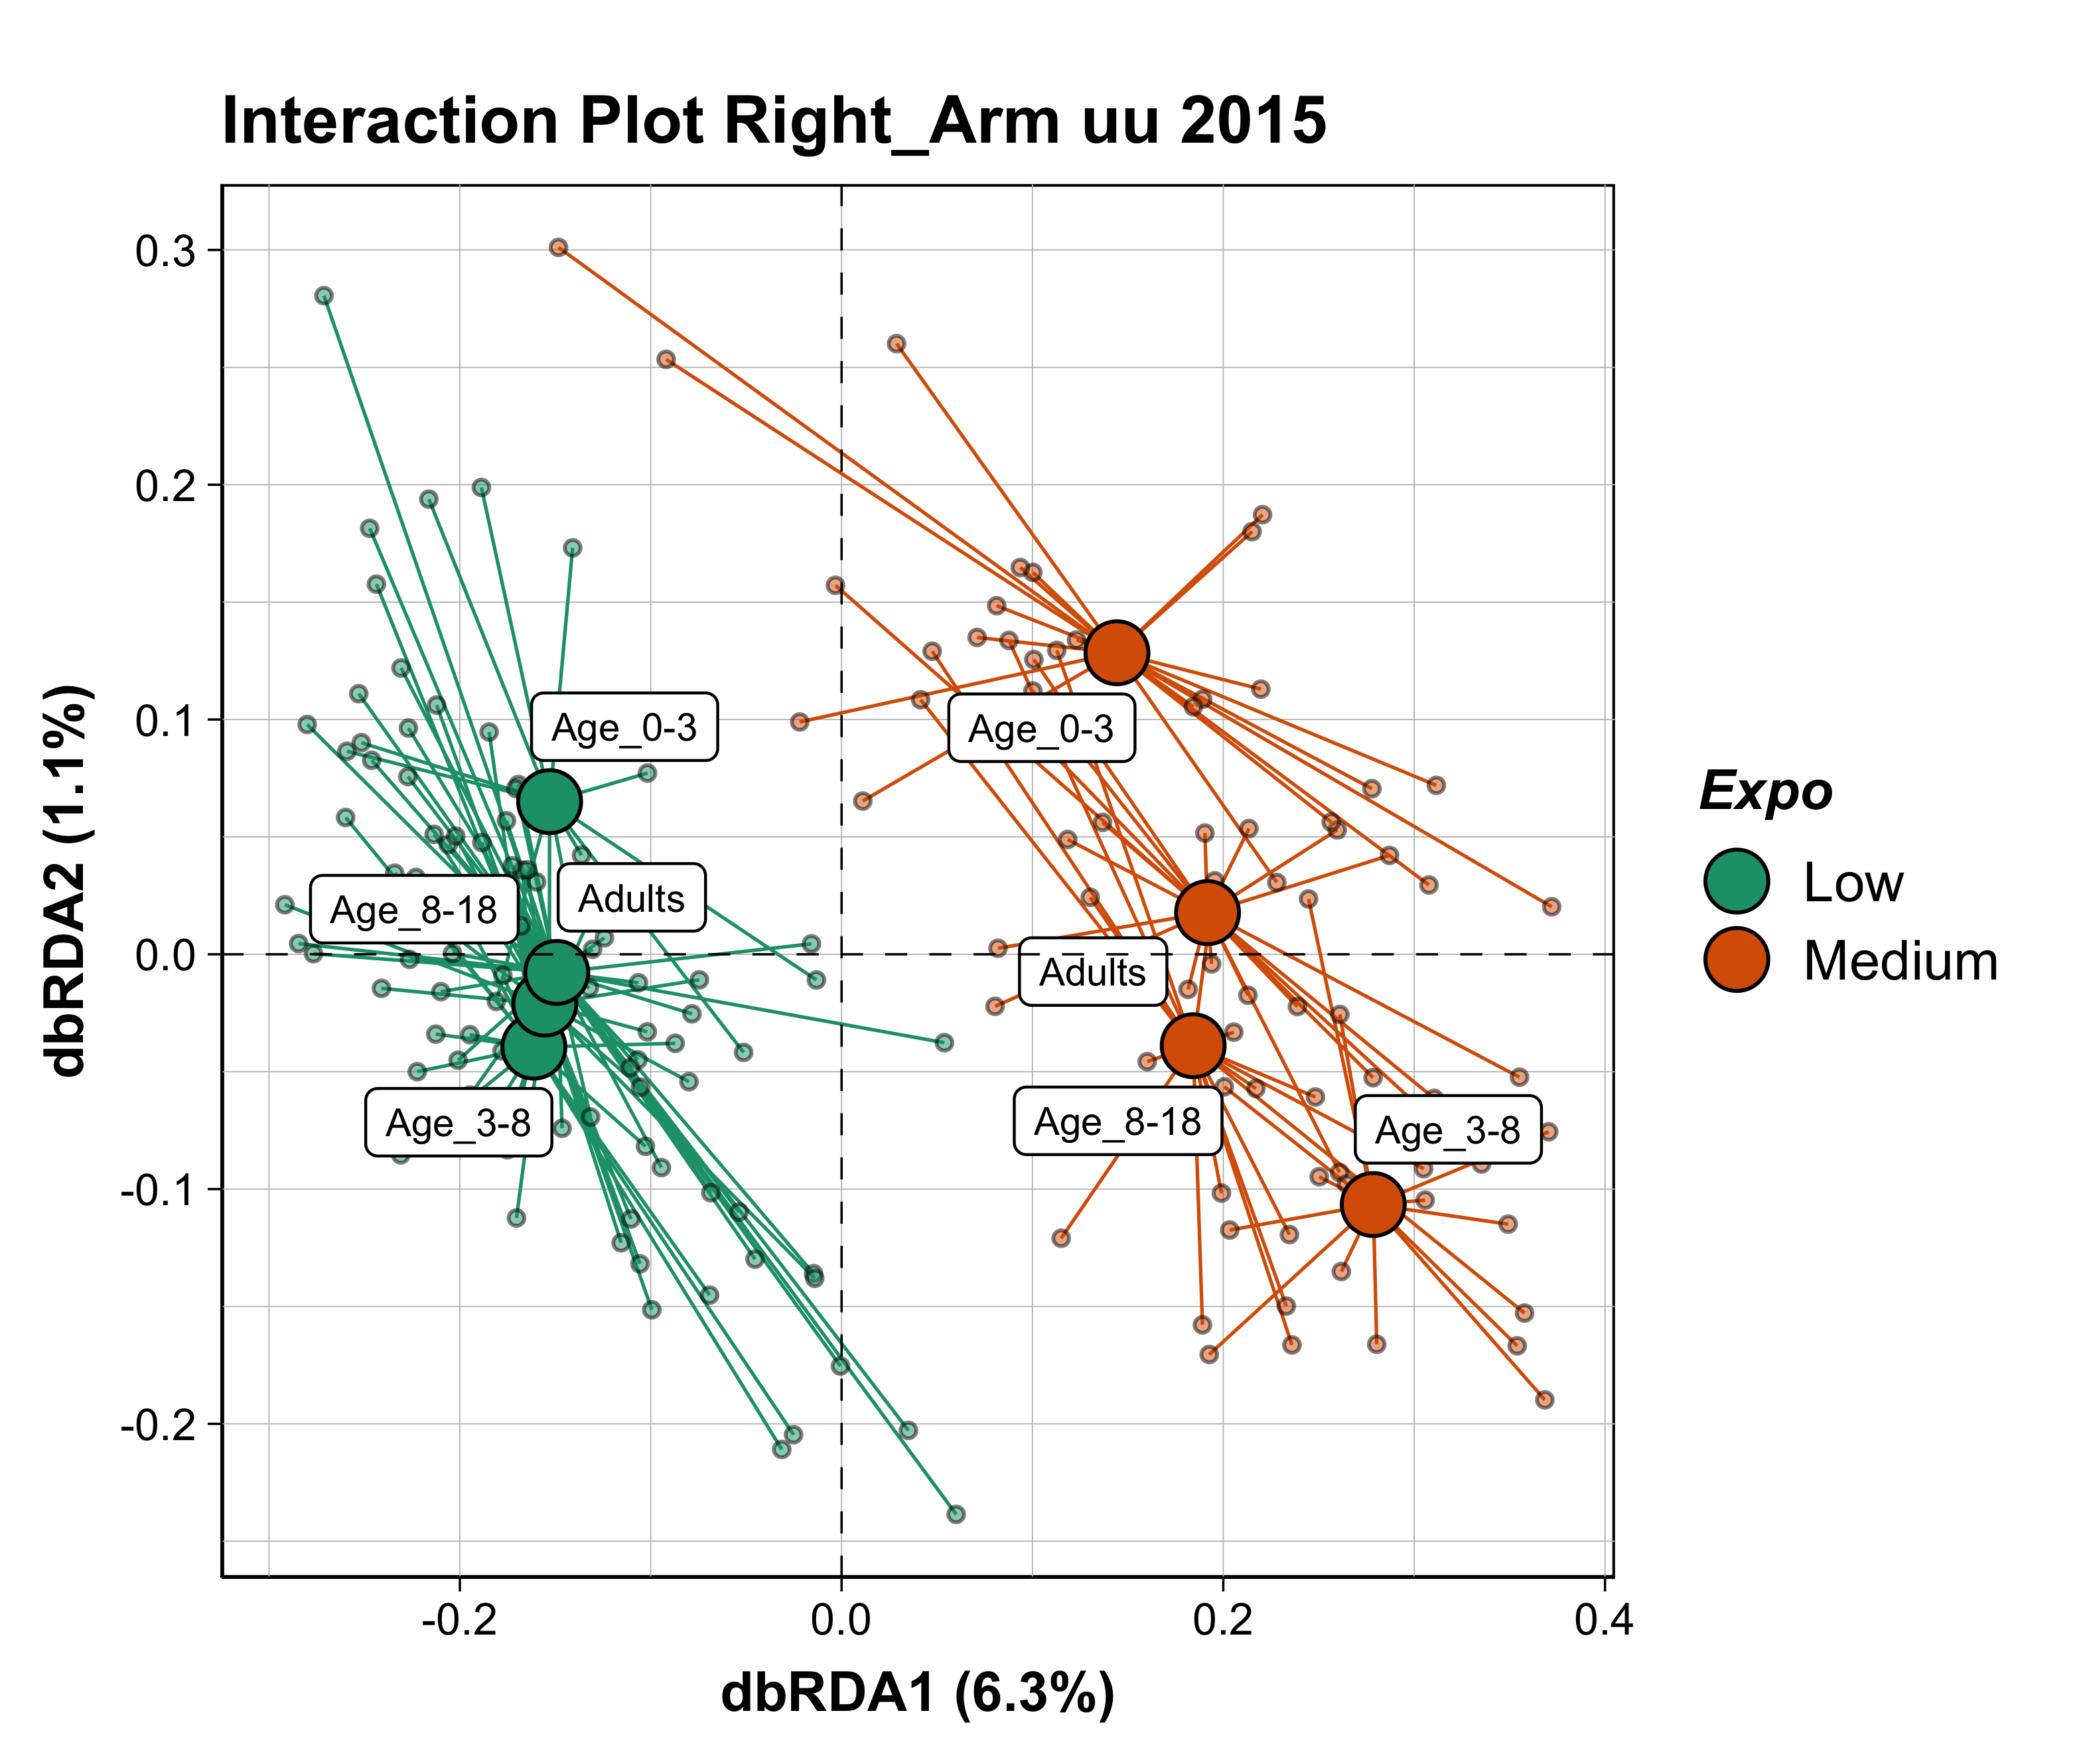 Interaction Plot Right_Arm uu 2015
dbRDA2 (1.1%)
0.3
0.2
0.1
0.0
-0.1
-0.2
Age_0-3
Age_0-3
Adults
Age_8-18
Adults
Age_3-8
Age_8-18
Age_3-8
-0.2
0.0
0.2
0.4
dbRDA1 (6.3%)
Expo
Low
Medium